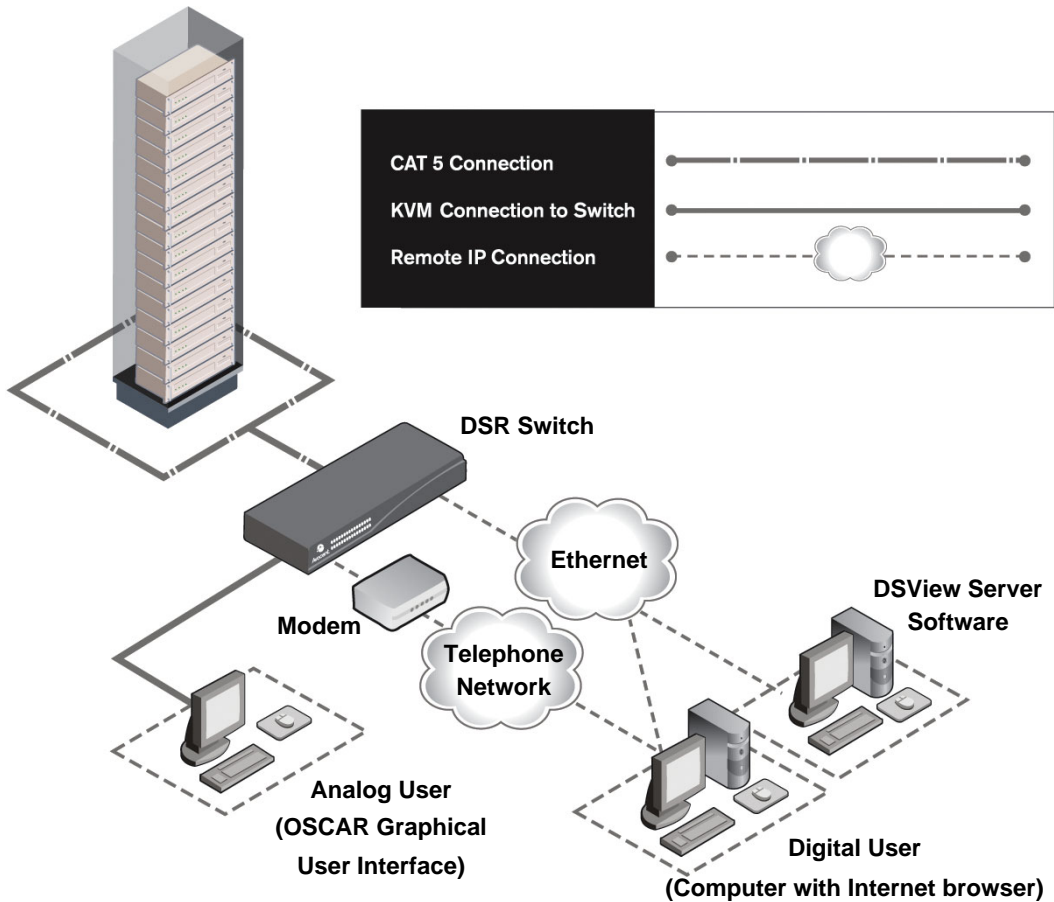 CAT 5 Connection
KVM Connection to Switch
Remote IP Connection
DSR Switch
Ethernet
DSView Server
Software
Modem
Telephone
Network
Analog User
(OSCAR Graphical
User Interface)
Digital User
(Computer with Internet browser)